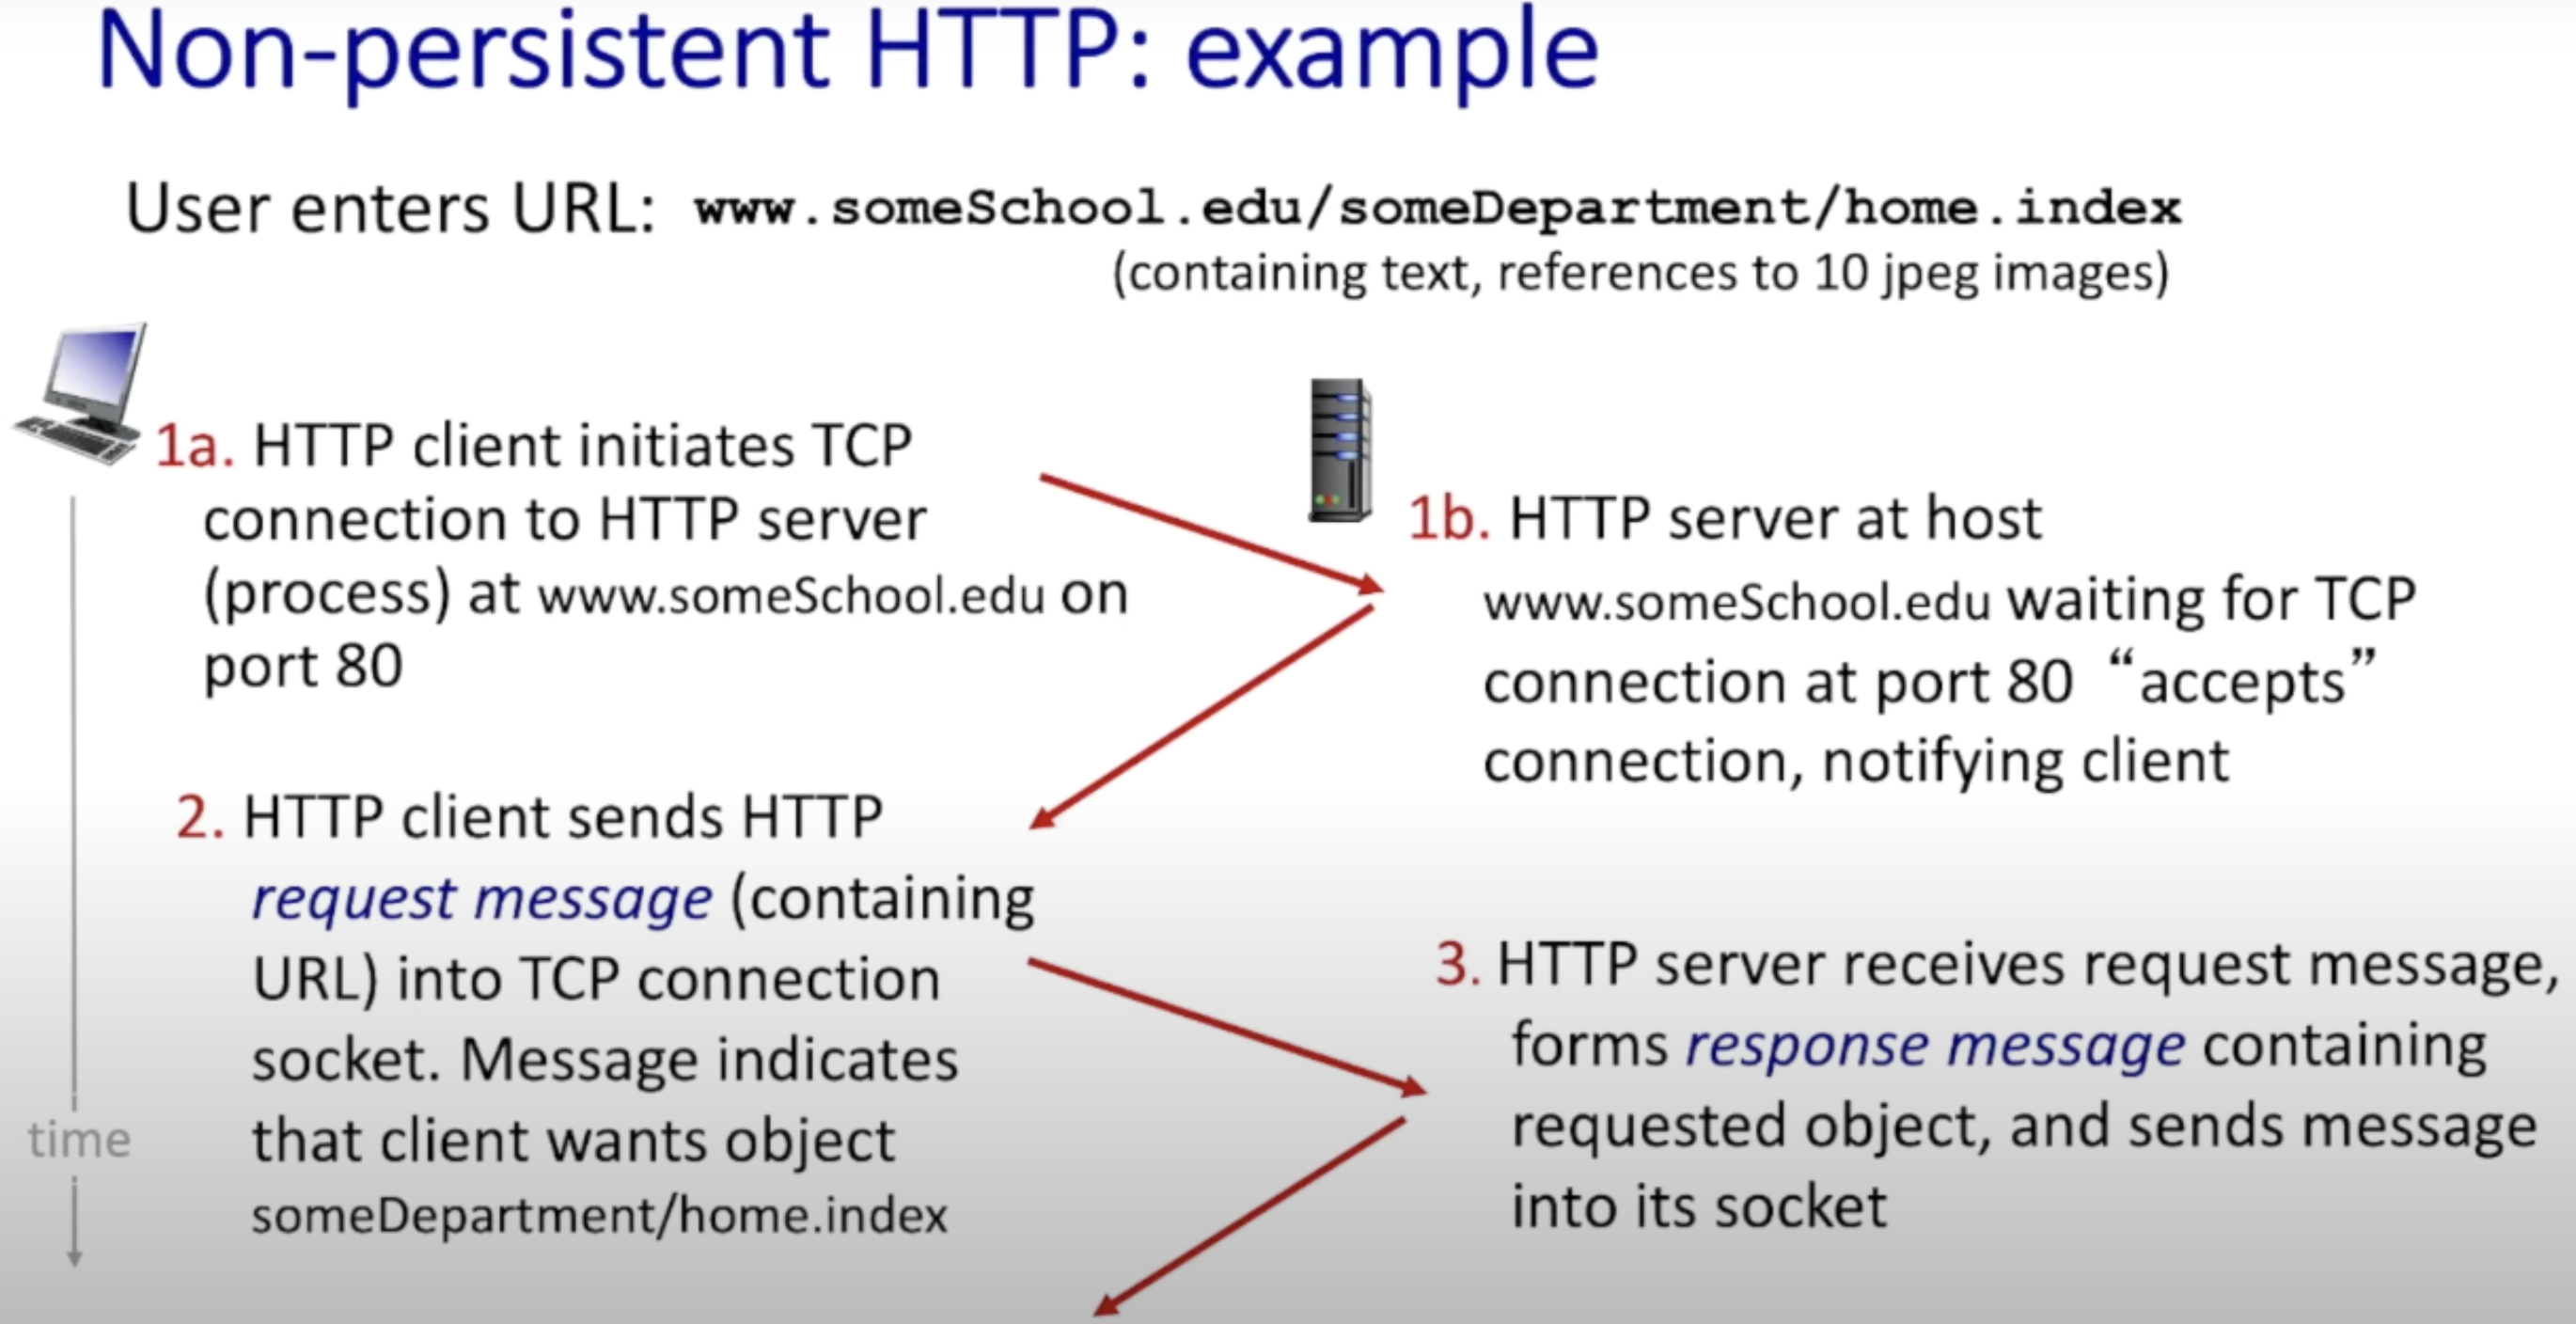 Non-persistent HTTP: example
User enters URL: www.someSchool.edu/someDepartment/home.index
(containing text, references to 10 jpeg images)
1a. HTTP client initiates TCP
connection to HTTP server
(process) at www.someSchool.edu on
port 80
1b. HTTP server at host
www.someSchool.edu waiting for TCP
connection at port 80 “accepts”
connection, notifying client
2. HTTP client sends HTTP
request message (containing
URL) into TCP connection
socket. Message indicates
that client wants object
someDepartment/home.index
3. HTTP server receives request message,
forms response message containing
requested object, and sends message
into its socket
time